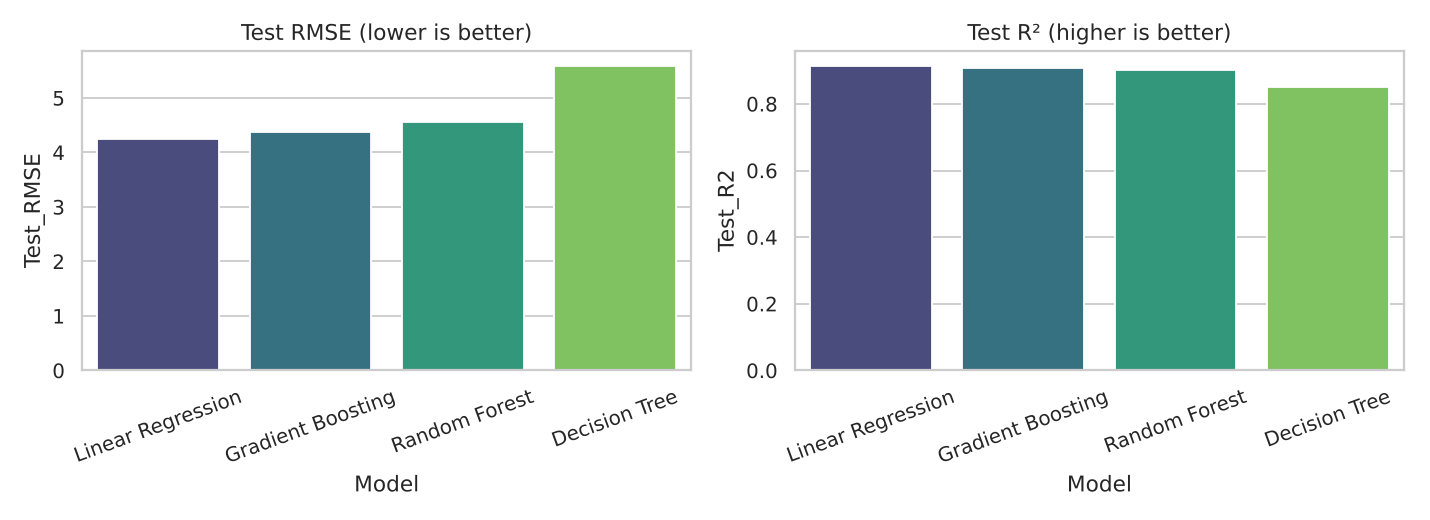 Test RMSE (lower is better)
Test_RMSE
5
4
3
2
1
0
Linear Regression
Gradient Boosting
Random Forest
Decision Tree
Model
Test R² (higher is better)
Test_R2
0.8
0.6
0.4
0.2
0.0
Linear Regression
Gradient Boosting
Random Forest
Decision Tree
Model